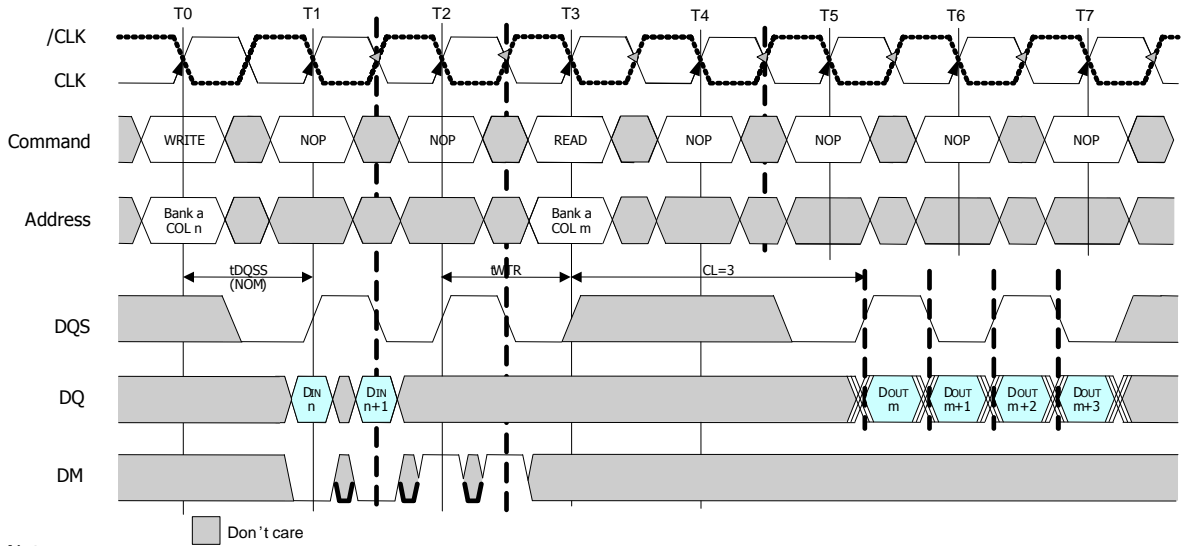 T0 T1 T2 T3 T4 T5 T6 T7
/CLK
CLK
Command WRITE NOP NOP READ NOP NOP NOP NOP
Address Bank a COL n Bank a COL m
tDQSS (NOM) tWTR CL=3
DQS
DQ DIN n DIN n+1 DOUT m DOUT m+1 DOUT m+2 DOUT m+3
DM
Don't care